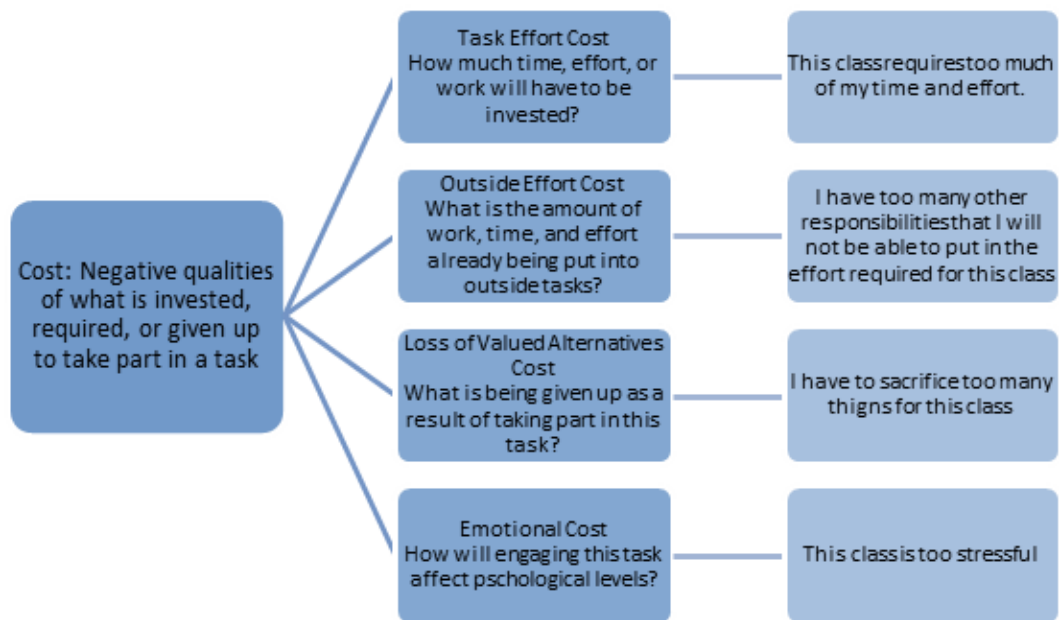 Cost: Negative qualities
of what is invested,
required, or given up
to take part in a task
Task Effort Cost
How much time, effort, or
work will have to be
invested?
This classrequirestoo much
of my time and effort.
Outside Effort Cost
What is the amount of
work, time, and effort
already being put into
outside tasks?
I have too many other
responsibilitiesthat I will
not be able to put in the
effort required for this class
Loss of Valued Alternatives
Cost
What is being given up as a
result of taking part in this
task?
I have to sacrifice too many
thigns for this class
Emotional Cost
How will engaging this task
affect pschological levels?
This classis too stressful